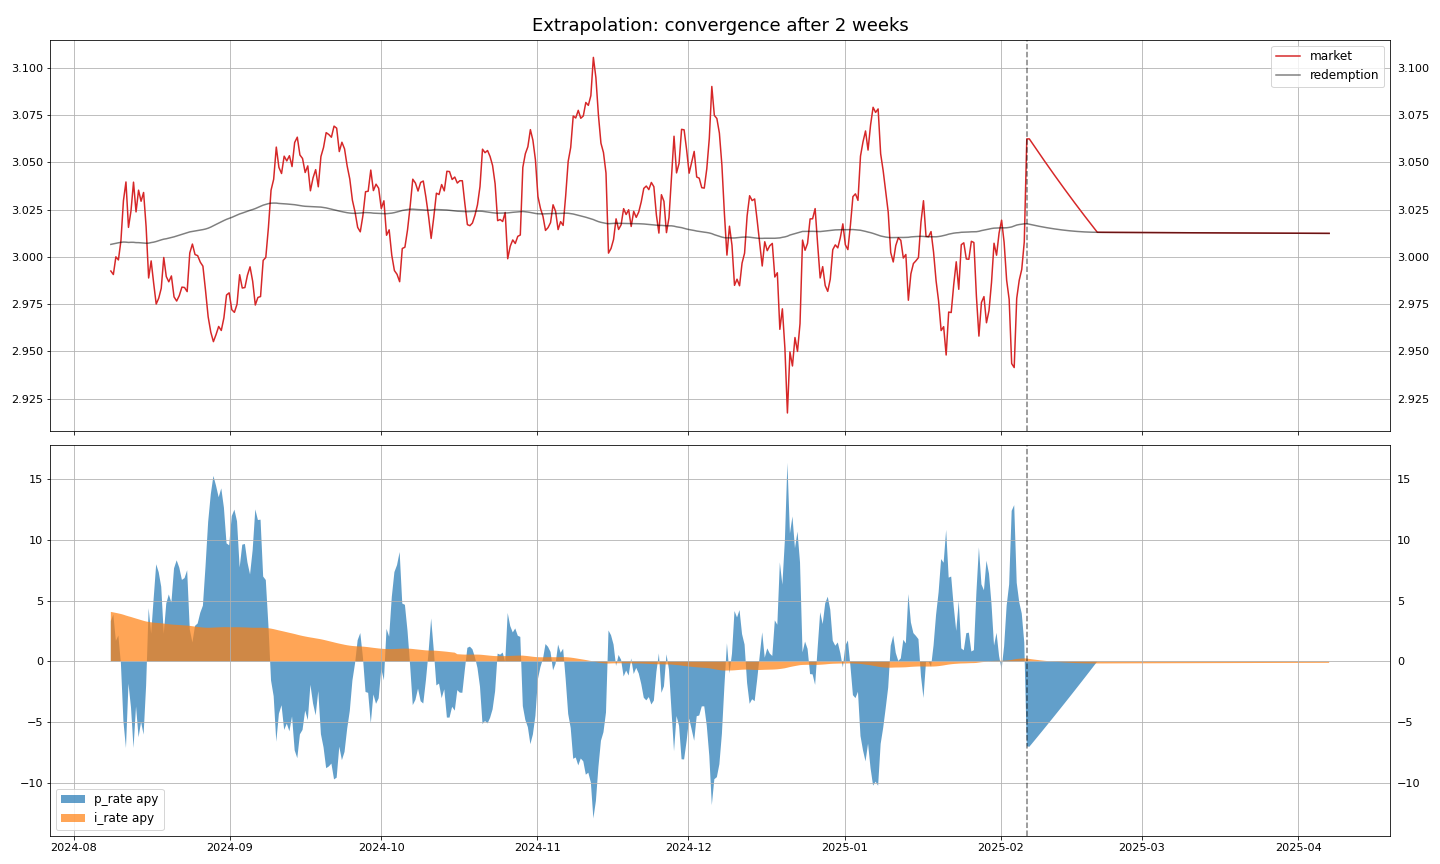 Extrapolation: convergence after 2 weeks
market
redemption
3.100 3.100
3.075 3.075
3.050 3.050
3.025 3.025
3.000 3.000
2.975 2.975
2.950 2.950
2.925 2.925
15 15
10 10
5 5
0 0
−5 −5
−10 −10
p_rate apy
i_rate apy
2024-08 2024-09 2024-10 2024-11 2024-12 2025-01 2025-02 2025-03 2025-04